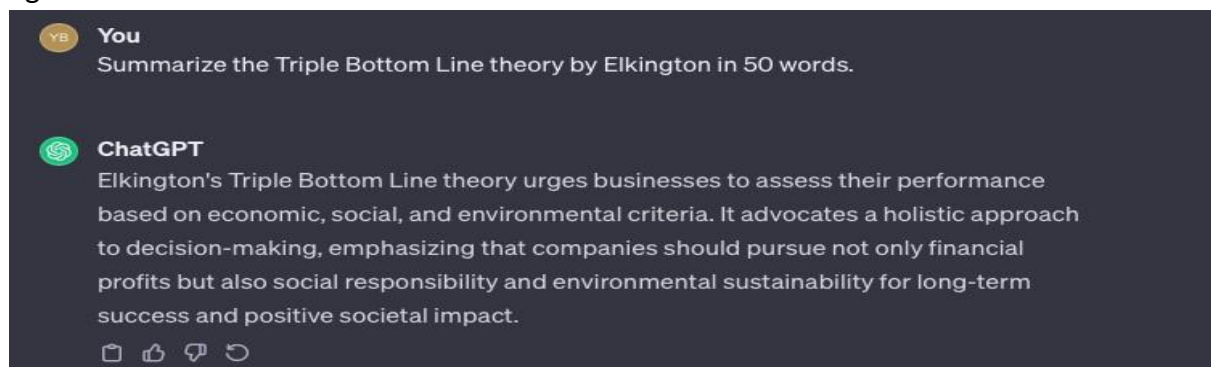 YB You
Summarize the Triple Bottom Line theory by Elkington in 50 words.
ChatGPT
Elkington's Triple Bottom Line theory urges businesses to assess their performance
based on economic, social, and environmental criteria. It advocates a holistic approach
to decision-making, emphasizing that companies should pursue not only financial
profits but also social responsibility and environmental sustainability for long-term
success and positive societal impact.